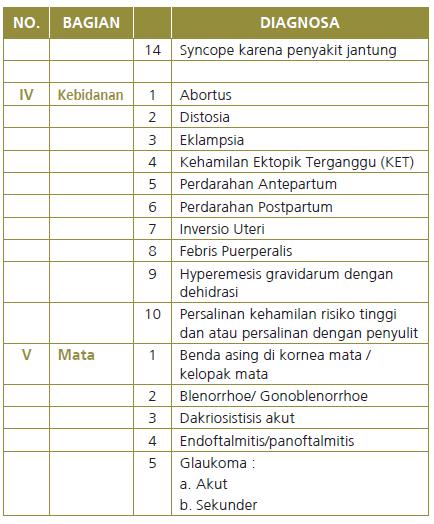 NO. BAGIAN DIAGNOSA
14 Syncope karena penyakit jantung
IV Kebidanan 1 Abortus
2 Distosia
3 Eklampsia
4 Kehamilan Ektopik Terganggu (KET)
5 Perdarahan Antepartum
6 Perdarahan Postpartum
7 Inversio Uteri
8 Febris Puerperalis
9 Hyperemesis gravidarum dengan
dehidrasi
10 Persalinan kehamilan risiko tinggi
dan atau persalinan dengan penyulit
V Mata 1 Benda asing di kornea mata /
kelopak mata
2 Blenorrhoe/ Gonoblenorrhoe
3 Dakriosistisis akut
4 Endoftalmitis/panoftalmitis
5 Glaukoma :
a. Akut
b. Sekunder